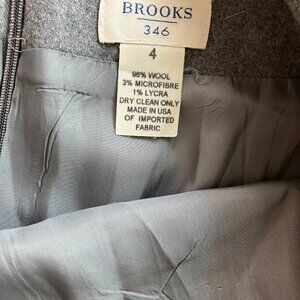 BROOKS
346
4
96% WOOL
3% MICROFIBRE
1% LYCRA
DRY CLEAN ONLY
MADE IN USA
OF IMPORTED
FABRIC